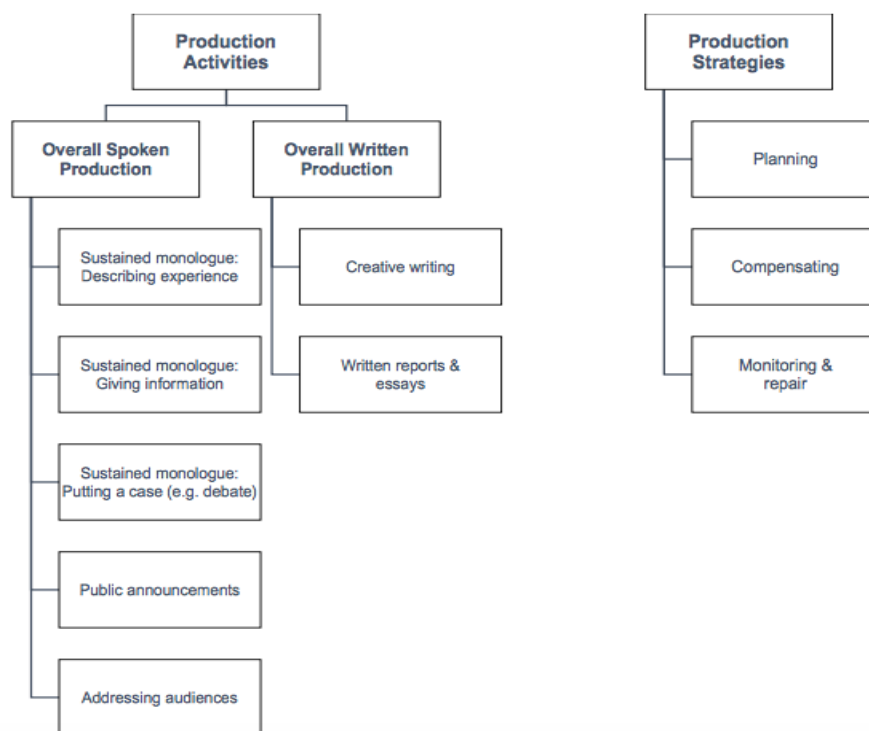 Production
Activities
Production
Strategies
Overall Spoken
Production
Overall Written
Production
Planning
Sustained monologue:
Describing experience
Creative writing
Compensating
Sustained monologue:
Giving information
Written reports &
essays
Monitoring &
repair
Sustained monologue:
Putting a case (e.g. debate)
Public announcements
Addressing audiences